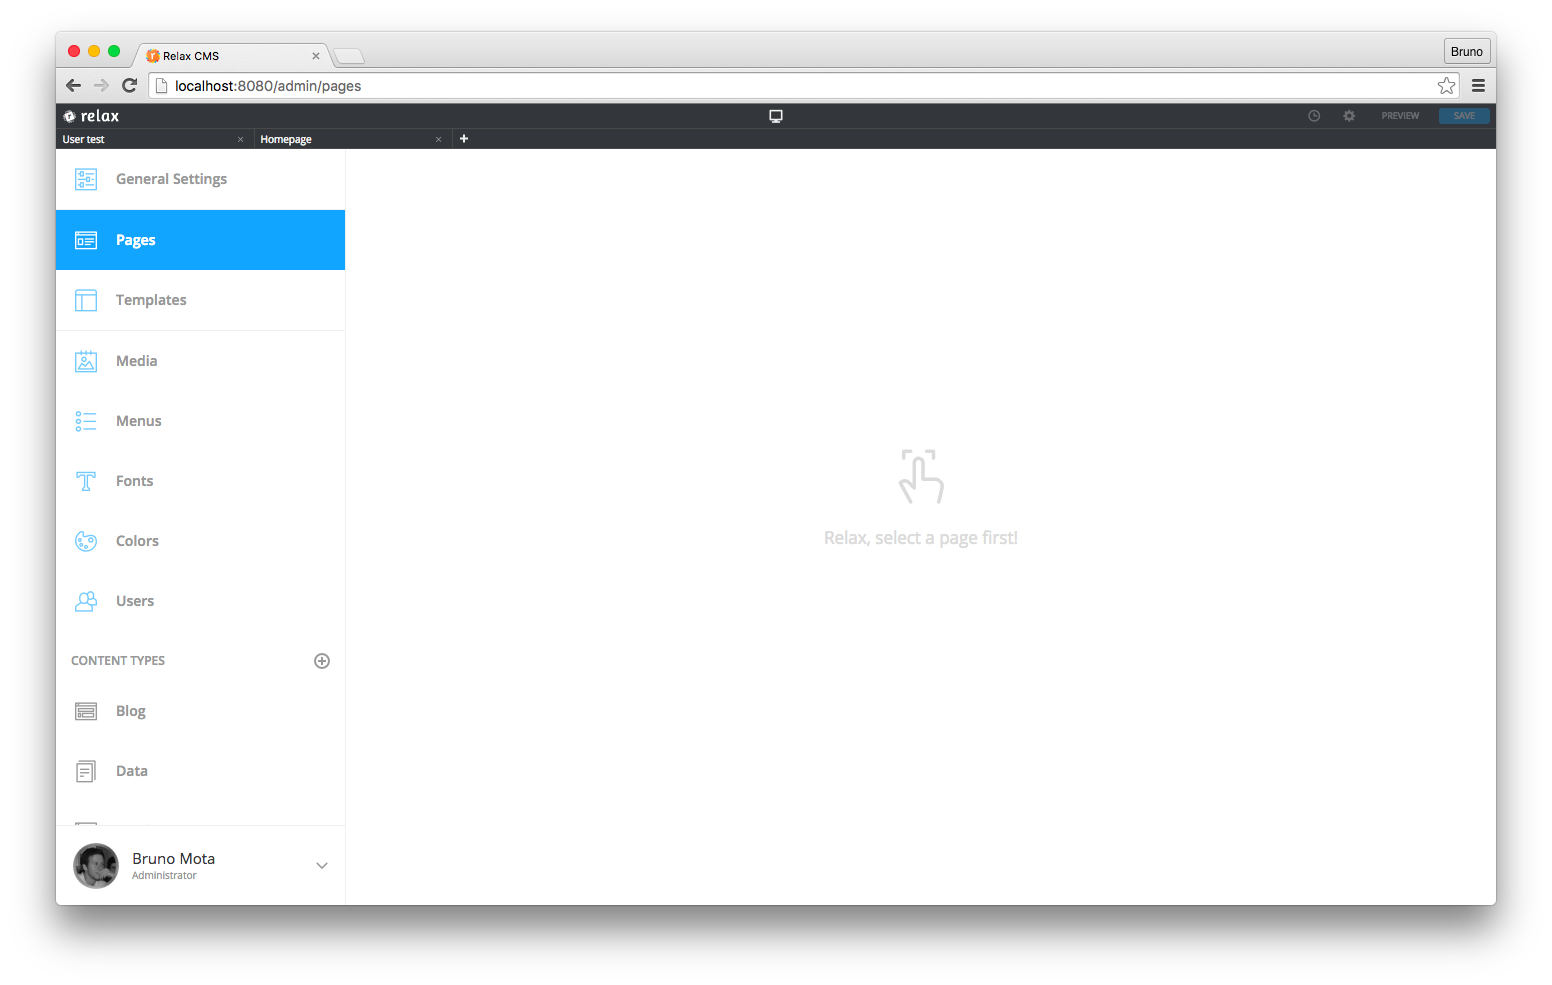 Relax CMS
Bruno
localhost:8080/admin/pages
relax
PREVIEW
SAVE
User test
Homepage
General Settings
Pages
Templates
Media
Menus
Fonts
Colors
Users
CONTENT TYPES
Blog
Data
Bruno Mota
Administrator
Relax, select a page first!